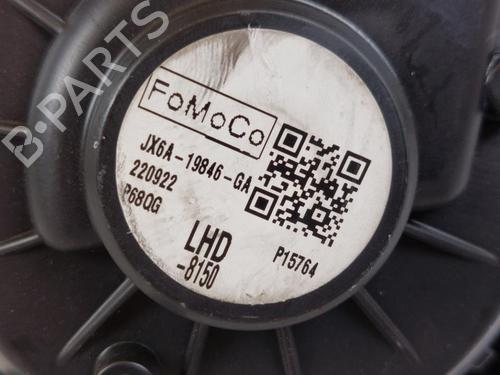 B-PARTS
FoMoCo
JX6A-19846-GA
220922
P68QG
LHD
-8150
P15764